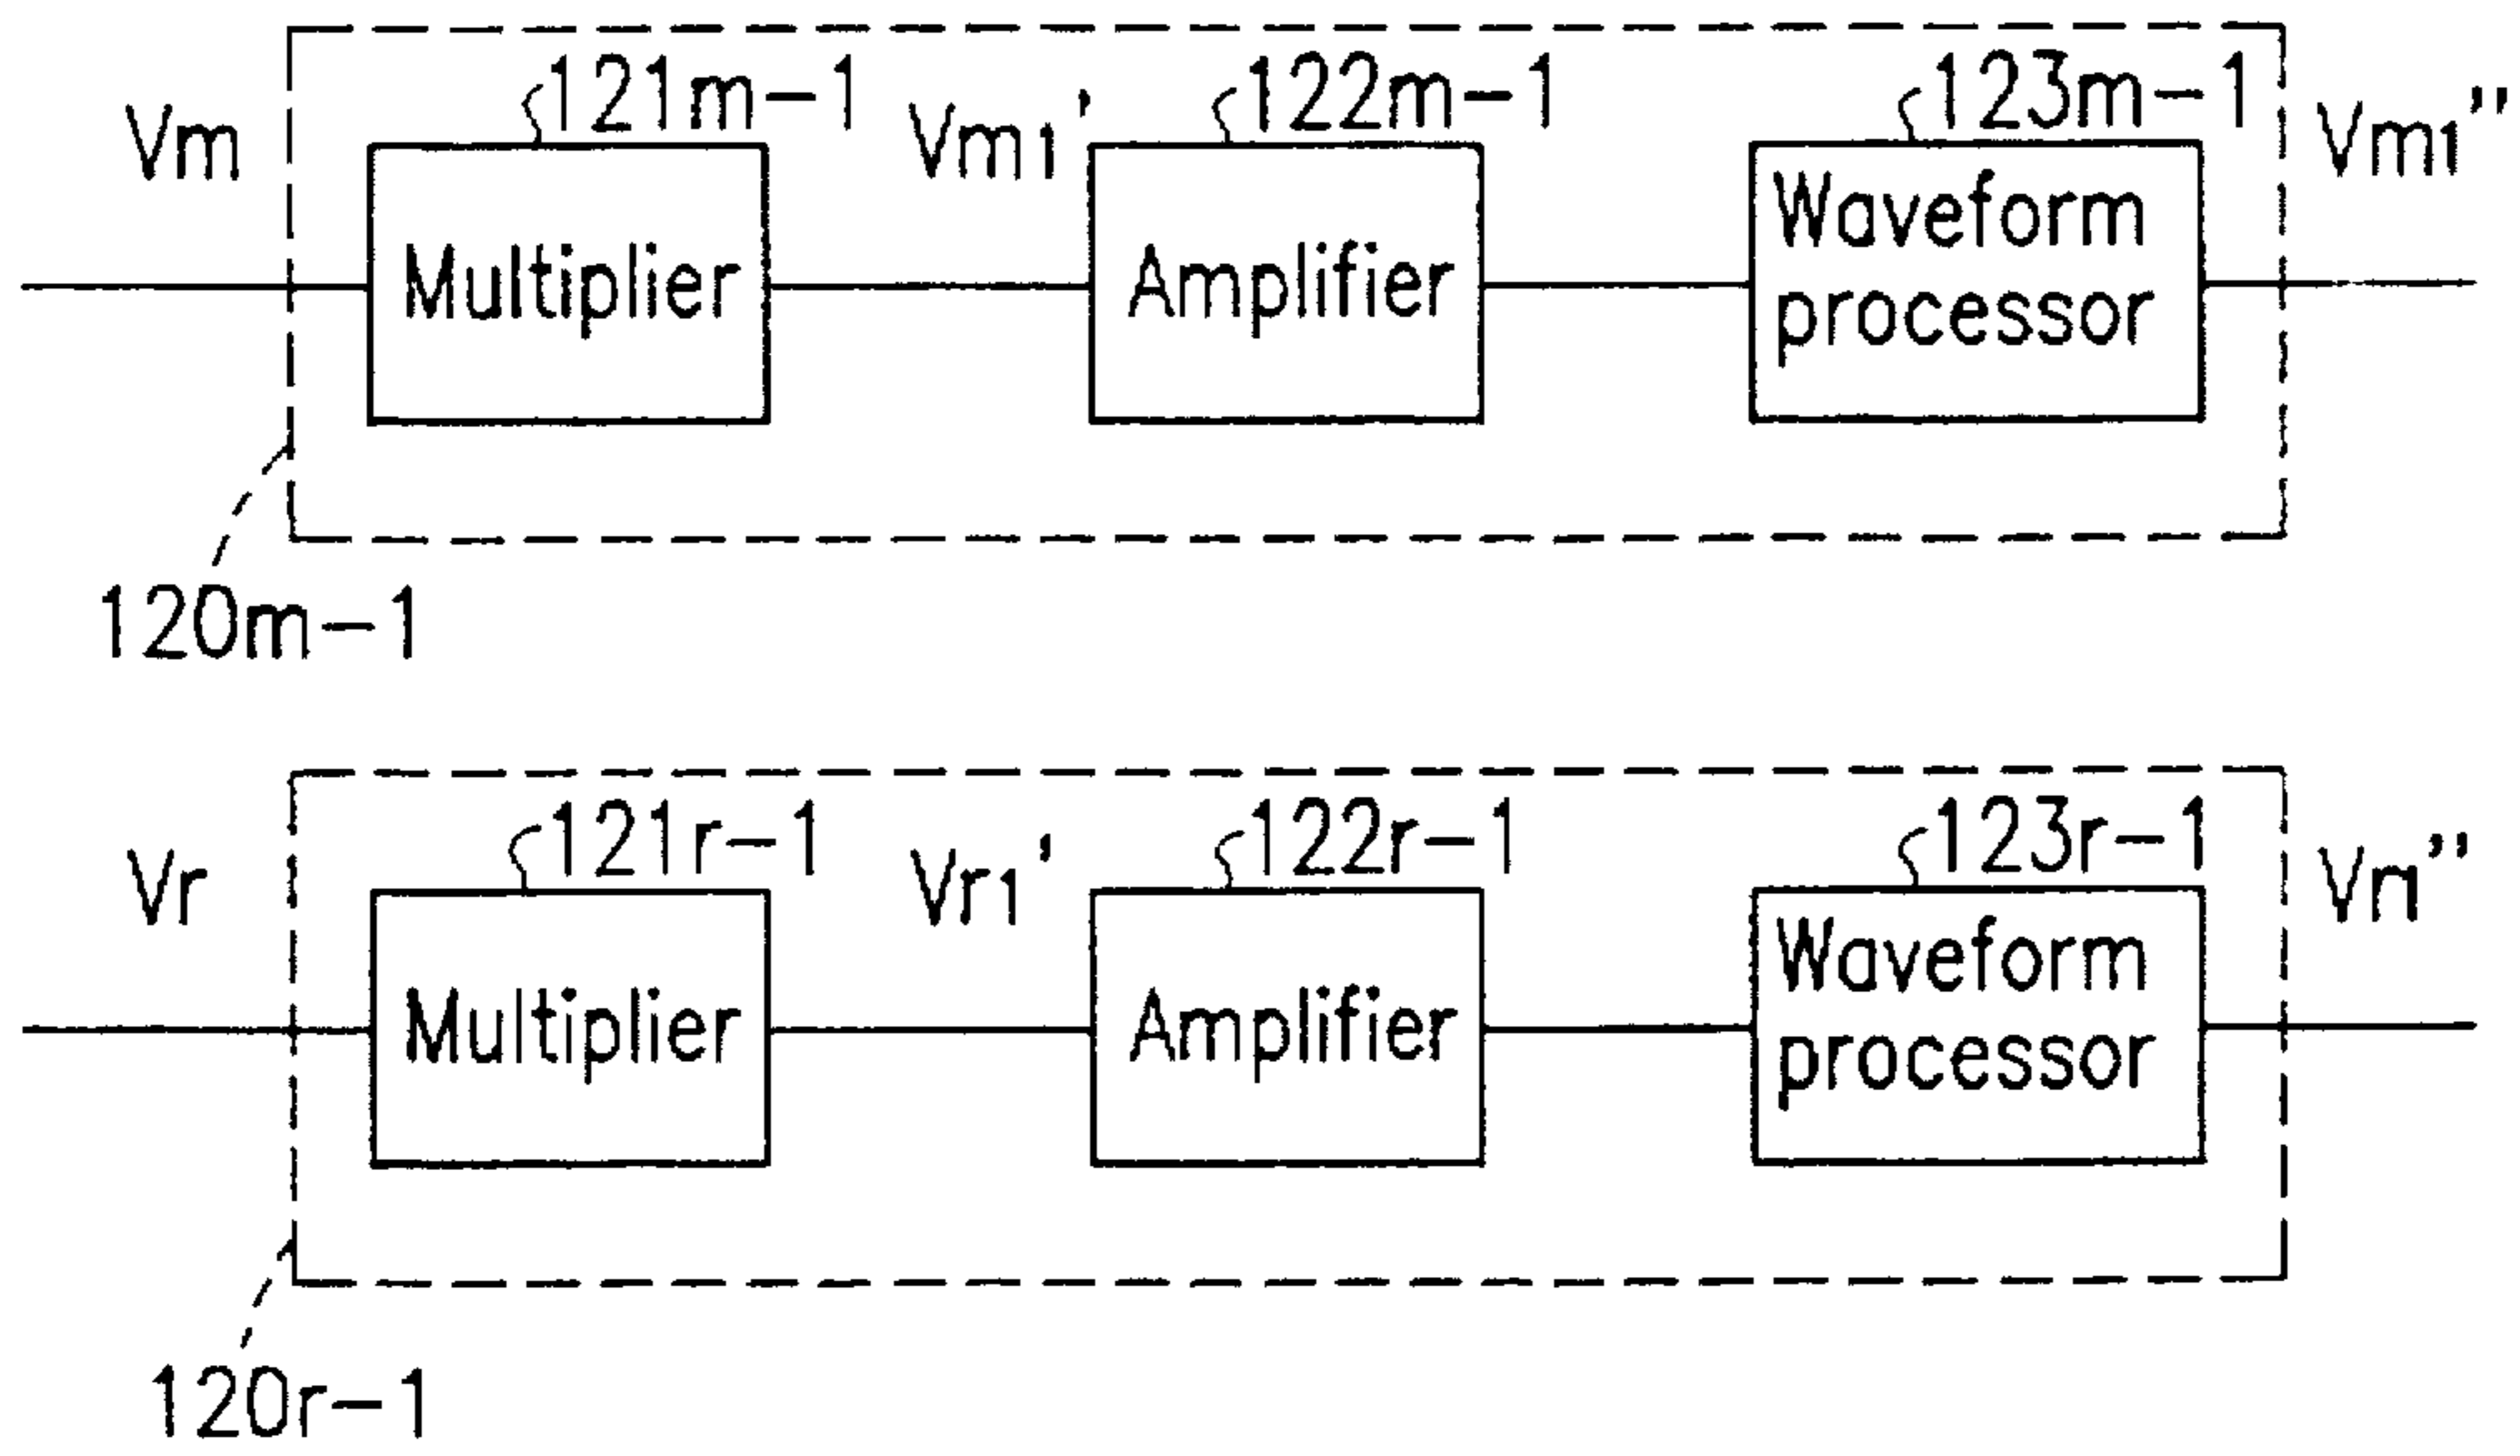 Vm
121m-1
Vm1'
122m-1
123m-1
Vm1''
Multiplier
Amplifier
Waveform
processor
120m-1
Vr
121r-1
Vr1'
122r-1
123r-1
Vr1''
Multiplier
Amplifier
Waveform
processor
120r-1